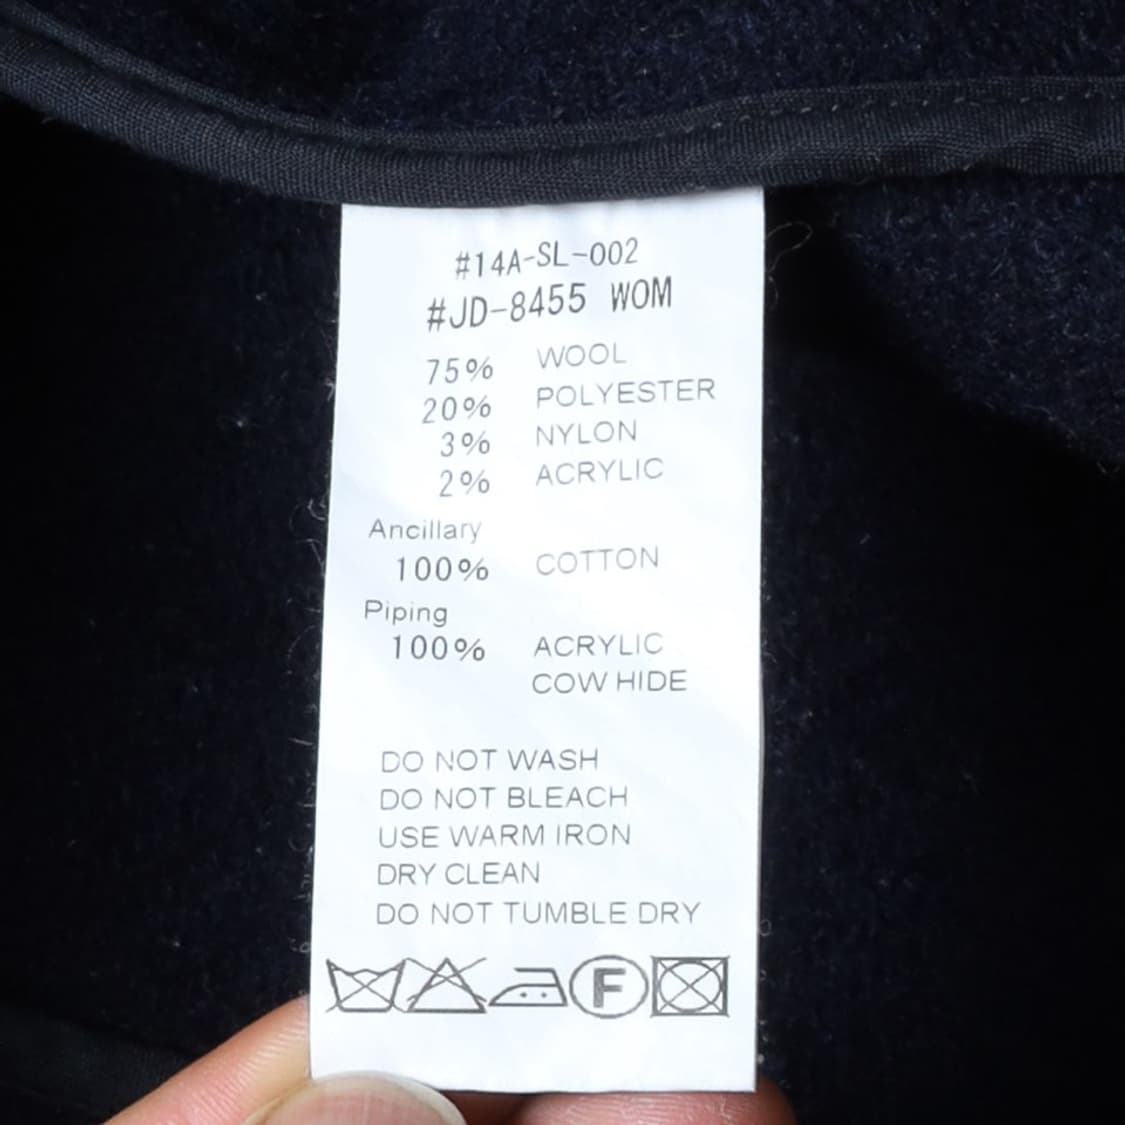 #14A-SL-002
#JD-8455 WOM
75% WOOL
20% POLYESTER
3% NYLON
2% ACRYLIC
Ancillary
100% COTTON
Piping
100% ACRYLIC
COW HIDE
DO NOT WASH
DO NOT BLEACH
USE WARM IRON
DRY CLEAN
DO NOT TUMBLE DRY
F